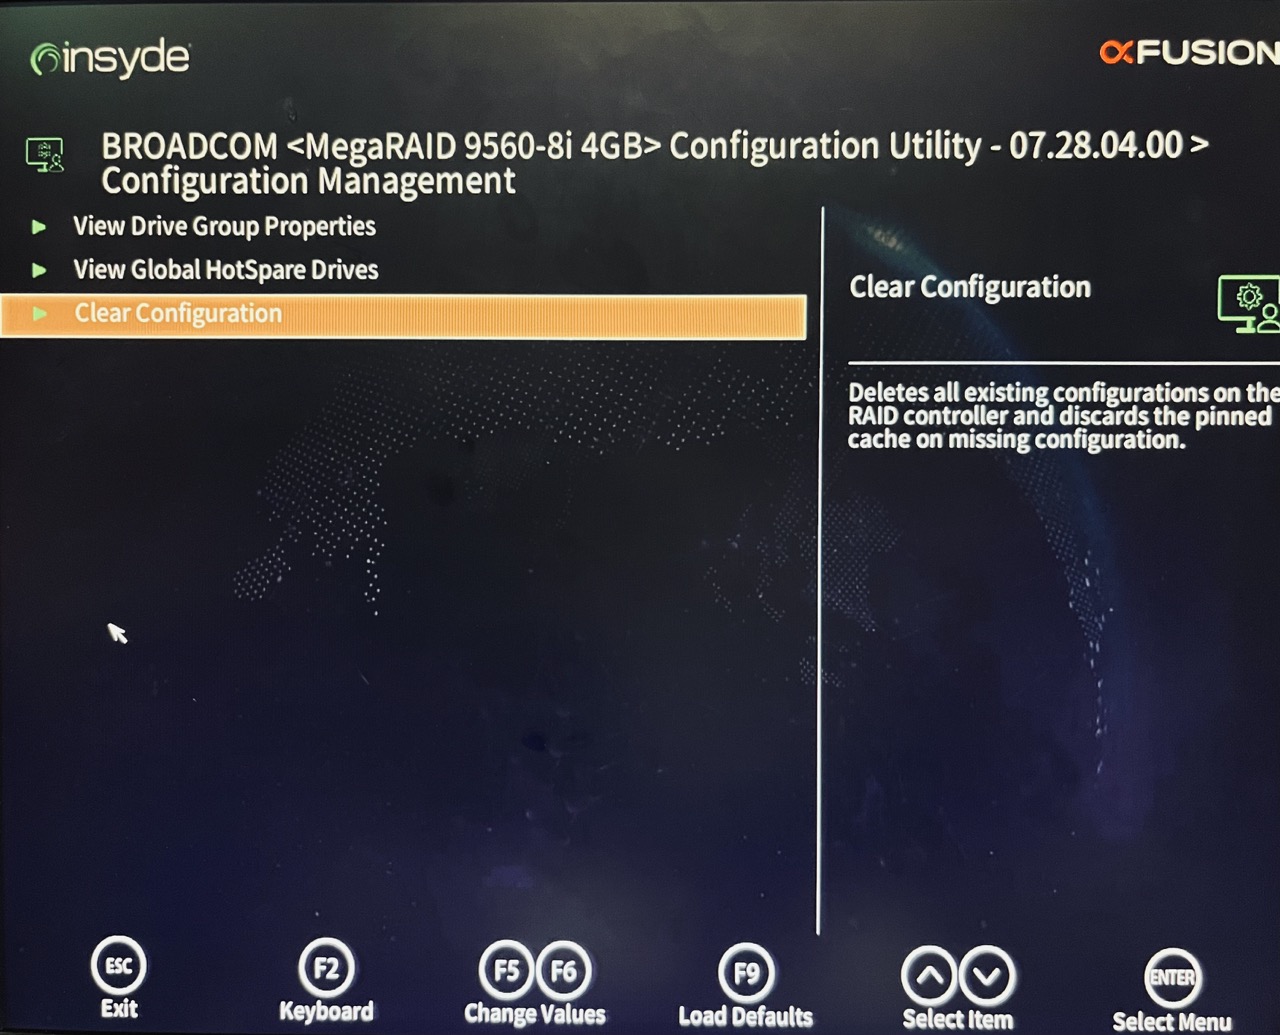 insyde
FUSION
BROADCOM <MegaRAID 9560-8i 4GB> Configuration Utility - 07.28.04.00 >
Configuration Management
View Drive Group Properties
View Global HotSpare Drives
Clear Configuration
Clear Configuration
Deletes all existing configurations on the
RAID controller and discards the pinned
cache on missing configuration.
ESC
Exit
F2
Keyboard
F5 F6
Change Values
F9
Load Defaults
Select Item
ENTER
Select Menu